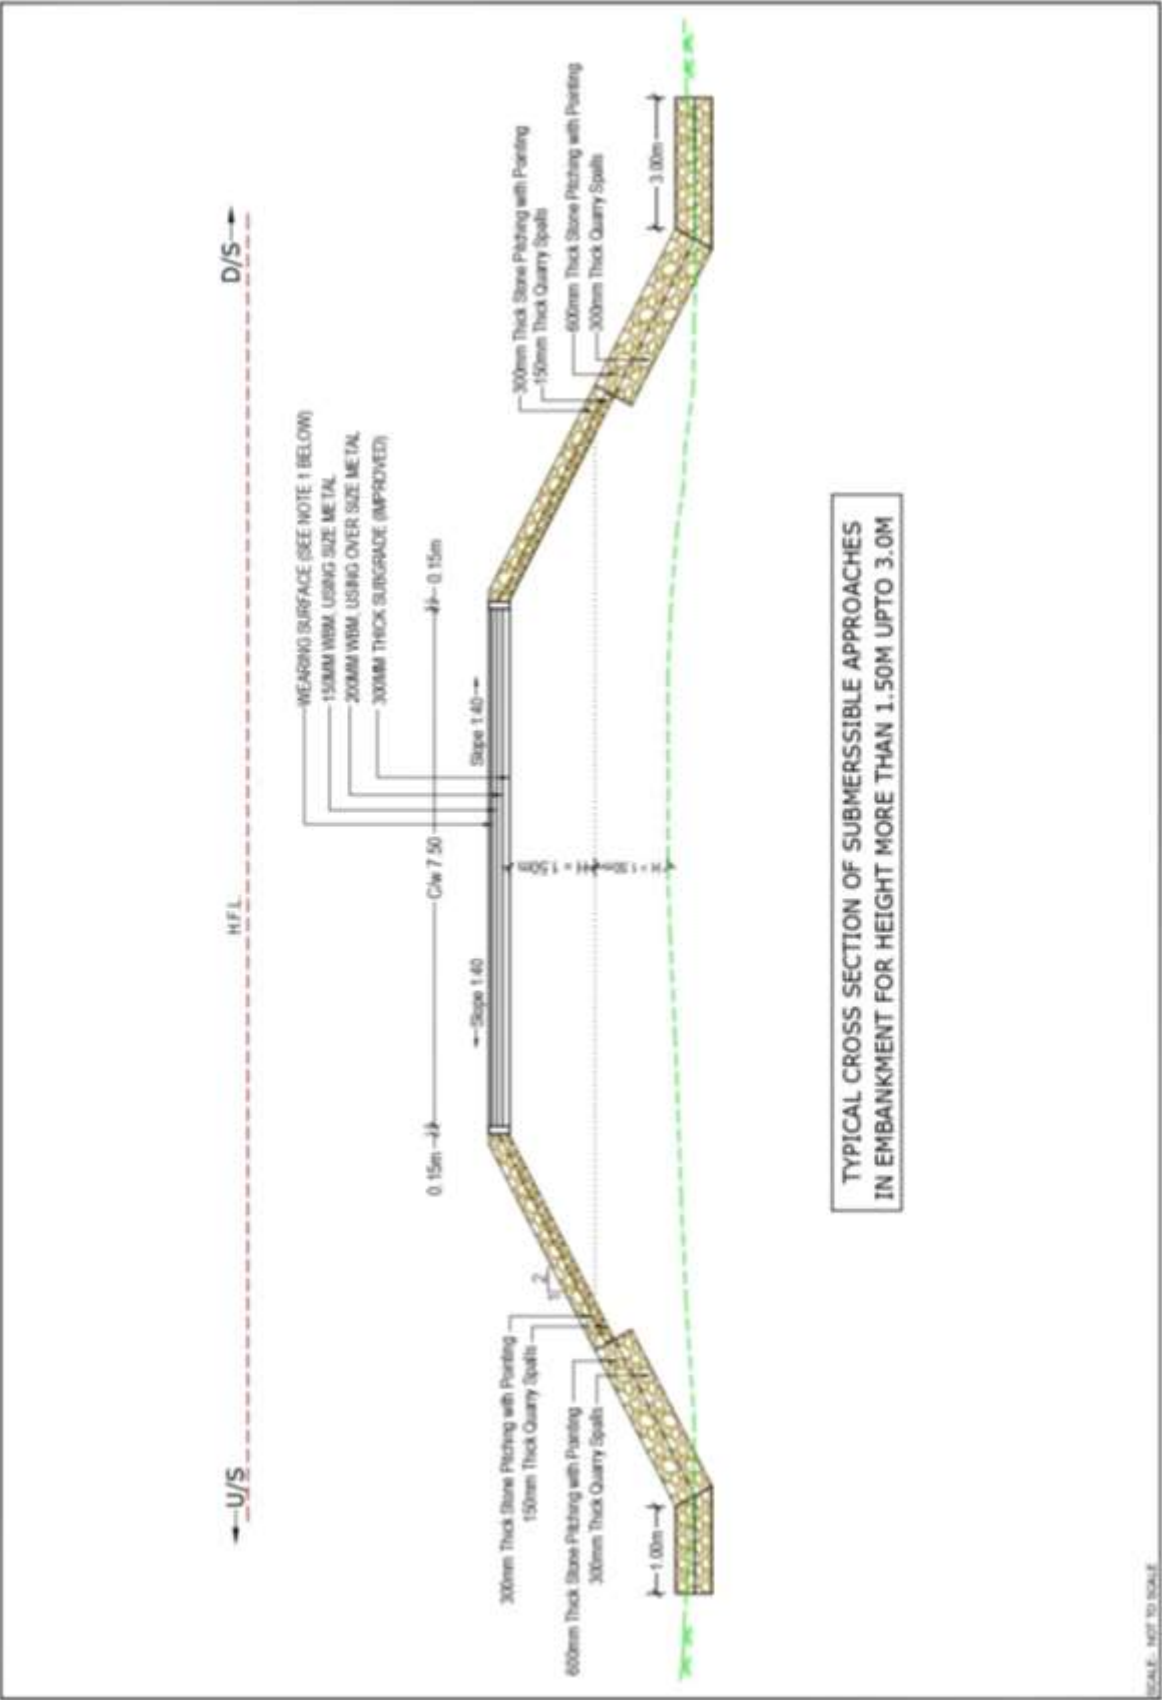 ←U/S
D/S→
H.F.L.
WEARING SURFACE (SEE NOTE 1 BELOW)
150MM WBM, USING SIZE METAL
200MM WBM, USING OVER SIZE METAL
300MM THICK SUBGRADE (IMPROVED)
0.15m
C/w 7.50
0.15m
Slope 1:40
Slope 1:40
300mm Thick Stone Pitching with Pointing
150mm Thick Quarry Spalls
600mm Thick Stone Pitching with Pointing
300mm Thick Quarry Spalls
2
1
H = 1.50m
300mm Thick Stone Pitching with Pointing
150mm Thick Quarry Spalls
600mm Thick Stone Pitching with Pointing
300mm Thick Quarry Spalls
1.00m
3.00m
TYPICAL CROSS SECTION OF SUBMERSSIBLE APPROACHES
IN EMBANKMENT FOR HEIGHT MORE THAN 1.50M UPTO 3.0M
SCALE:- NOT TO SCALE